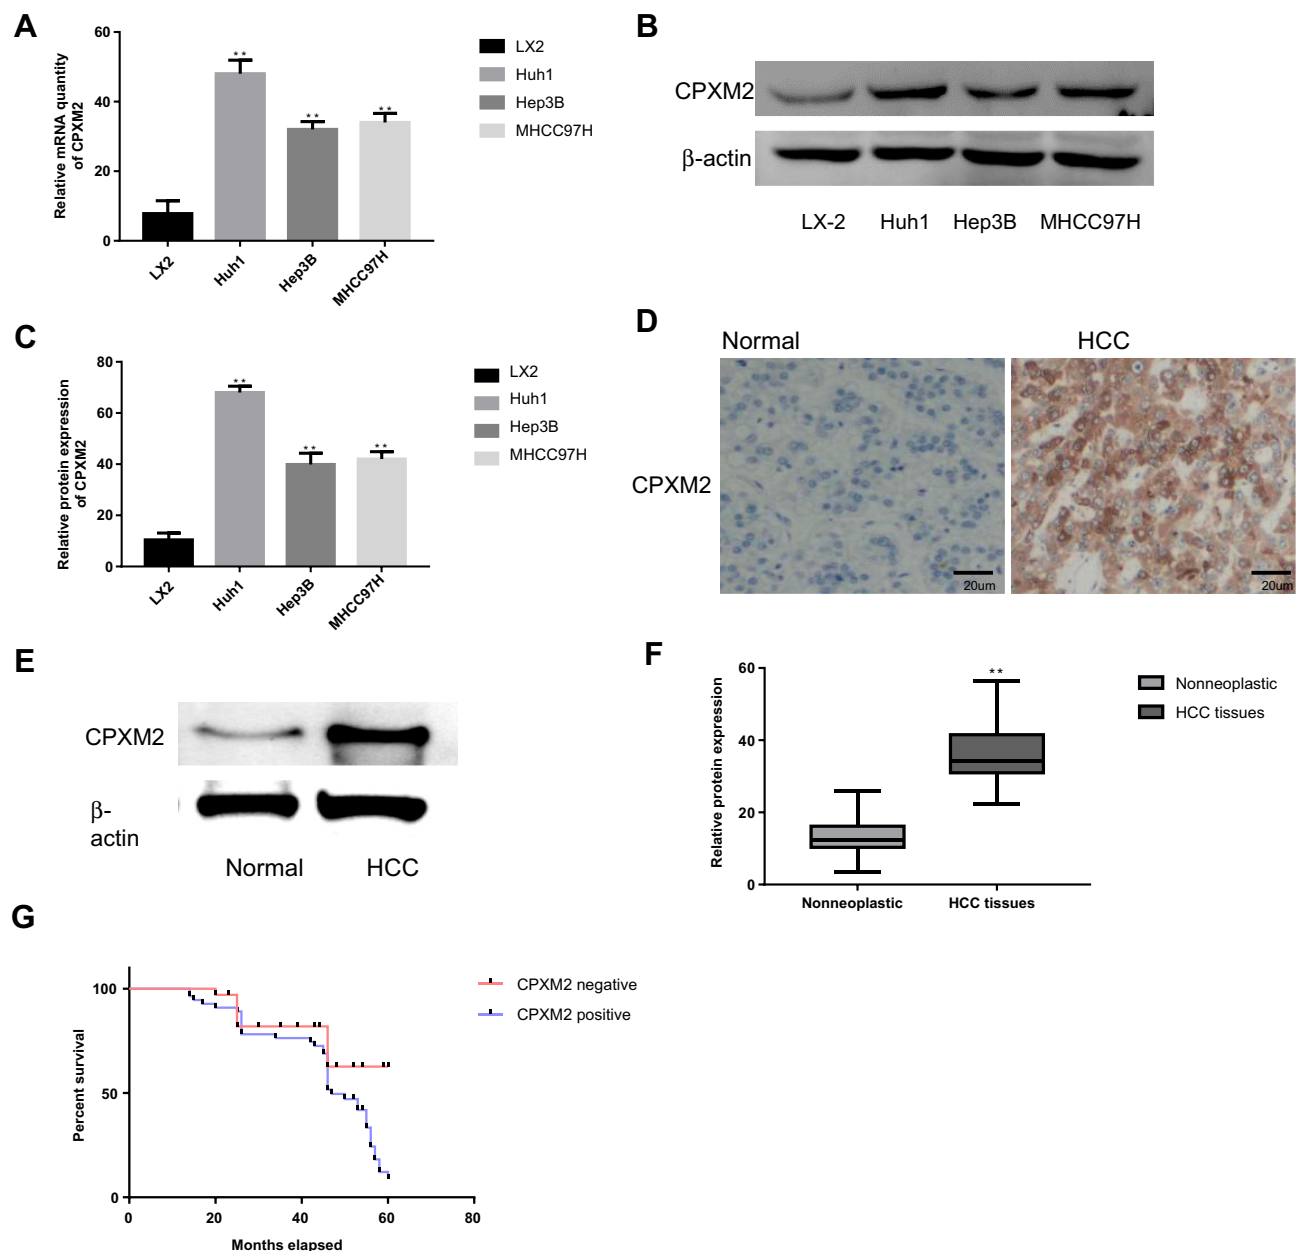 A
60
40
20
0
Relative mRNA quantity
of CPXM2
**
**
**
LX2
Huh1
Hep3B
MHCC97H
LX2
Huh1
Hep3B
MHCC97H
B
CPXM2
β-actin
LX-2 Huh1 Hep3B MHCC97H
C
80
60
40
20
0
Relative protein expression
of CPXM2
**
**
**
LX2
Huh1
Hep3B
MHCC97H
LX2
Huh1
Hep3B
MHCC97H
D
Normal HCC
CPXM2
20um
20um
E
CPXM2
β-
actin
Normal HCC
F
60
40
20
0
Relative protein expression
**
Nonneoplastic HCC tissues
Nonneoplastic
HCC tissues
G
100
50
0
Percent survival
0 20 40 60 80
Months elapsed
CPXM2 negative
CPXM2 positive